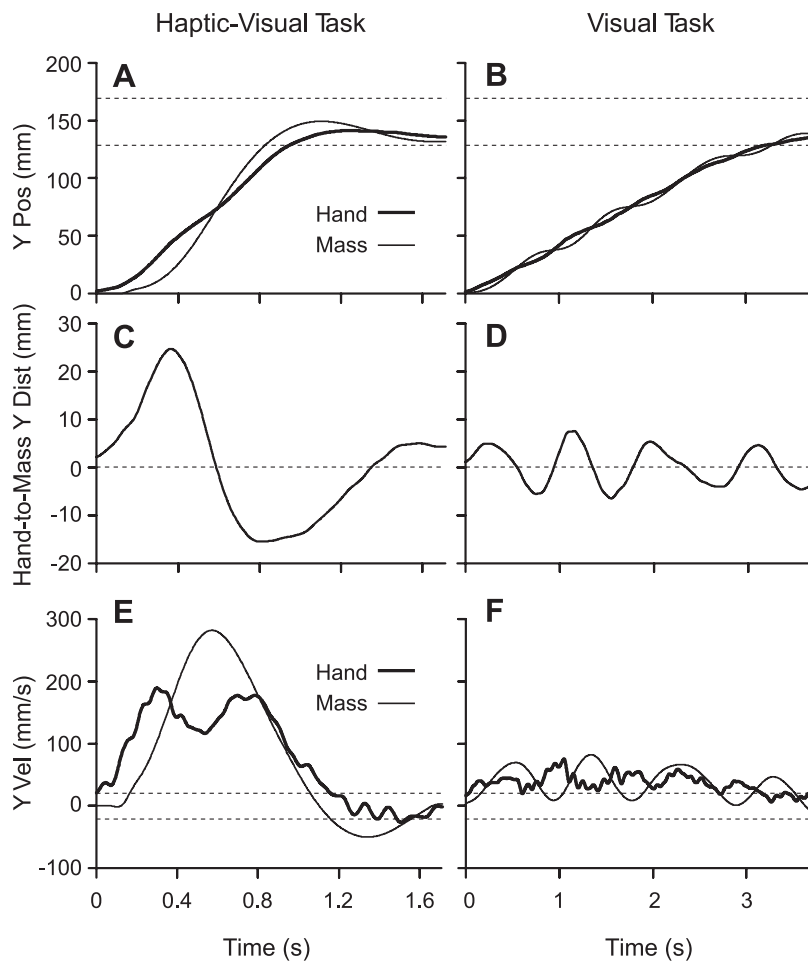 Haptic-Visual Task
Visual Task
A
B
Y Pos (mm)
200
150
100
50
0
Hand
Mass
C
D
Hand-to-Mass Y Dist (mm)
30
20
10
0
-10
-20
E
F
Y Vel (mm/s)
300
200
100
0
-100
Hand
Mass
0 0.4 0.8 1.2 1.6
0 1 2 3
Time (s)
Time (s)